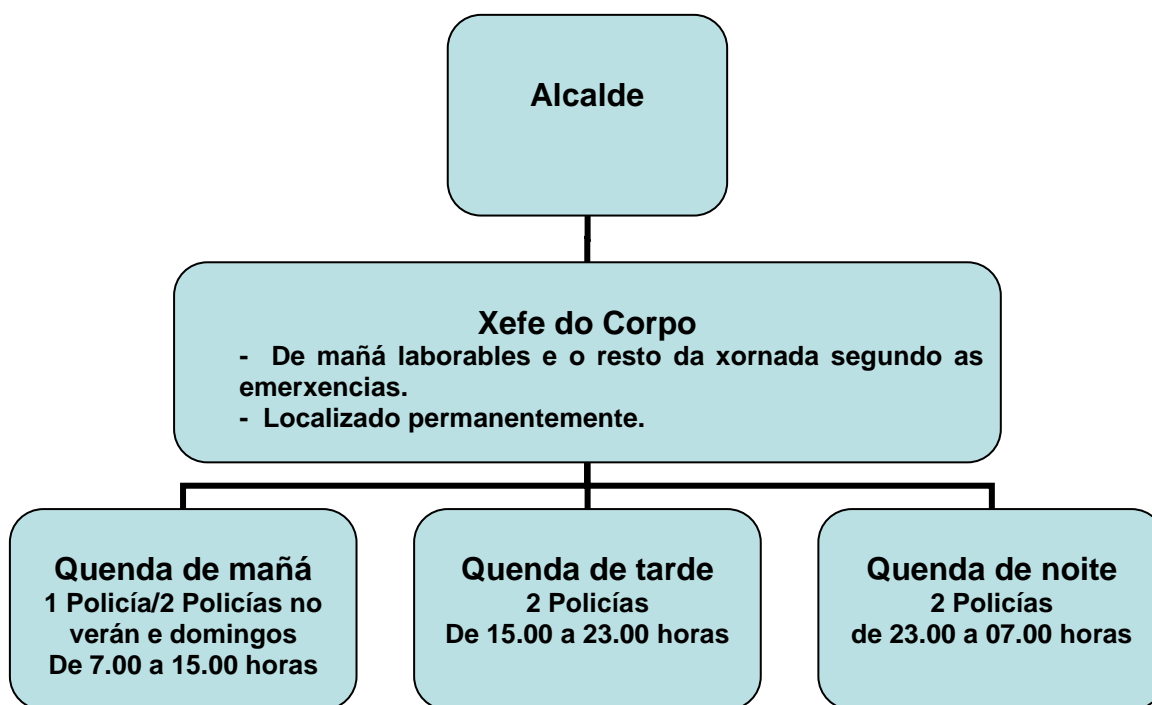 Alcalde
Xefe do Corpo
- De mañá laborables e o resto da xornada segundo as
emerxencias.
- Localizado permanentemente.
Quenda de mañá
1 Policía/2 Policías no
verán e domingos
De 7.00 a 15.00 horas
Quenda de tarde
2 Policías
De 15.00 a 23.00 horas
Quenda de noite
2 Policías
de 23.00 a 07.00 horas